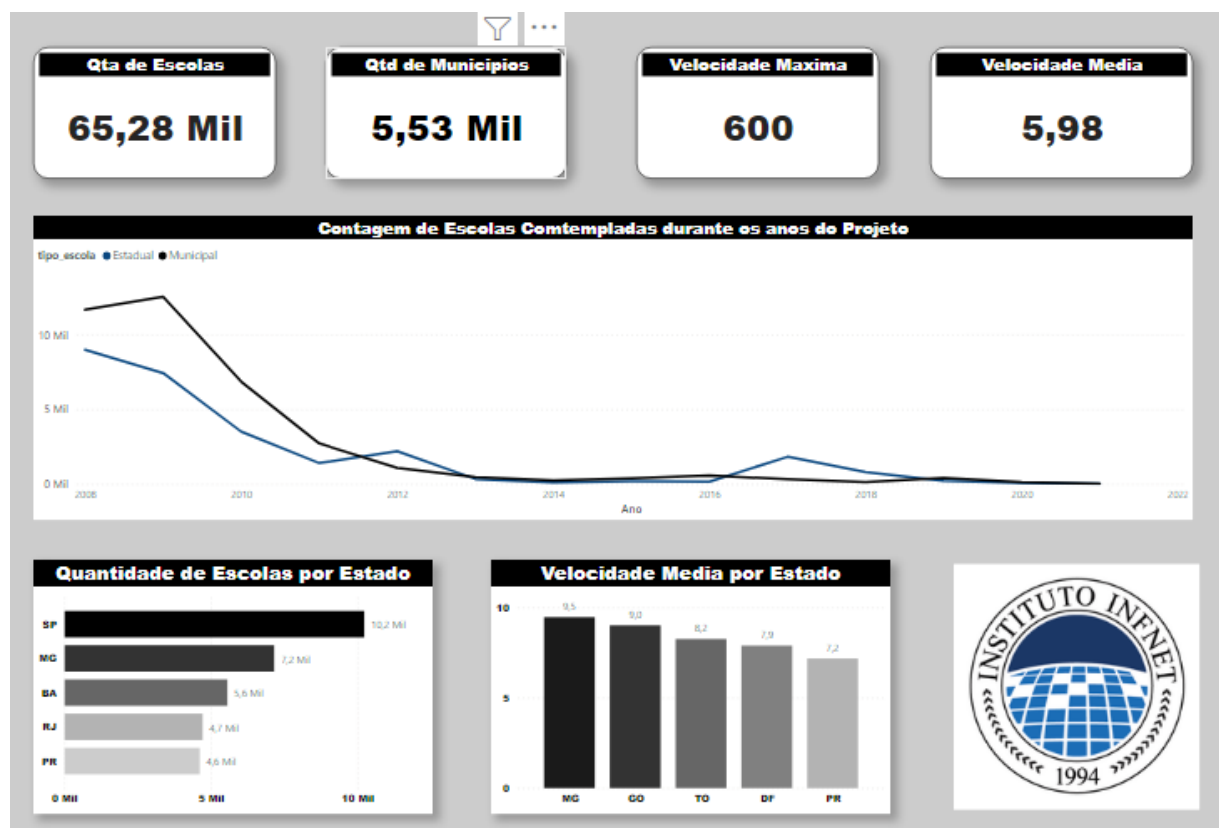 Qta de Escolas
65,28 Mil
Qtd de Municipios
5,53 Mil
Velocidade Maxima
600
Velocidade Media
5,98
Contagem de Escolas Comtempladas durante os anos do Projeto
tipo_escola Estadual Municipal
10 Mil
5 Mil
0 Mil
2008 2010 2012 2014 2016 2018 2020 2022
Ano
Quantidade de Escolas por Estado
SP 10,2 Mil
MG 7,2 Mil
BA 5,6 Mil
RJ 4,7 Mil
PR 4,6 Mil
0 Mil 5 Mil 10 Mil
Velocidade Media por Estado
10
9,5 9,0 8,2 7,9 7,2
5
0
MG GO TO DF PR
INSTITUTO INFNET
1994